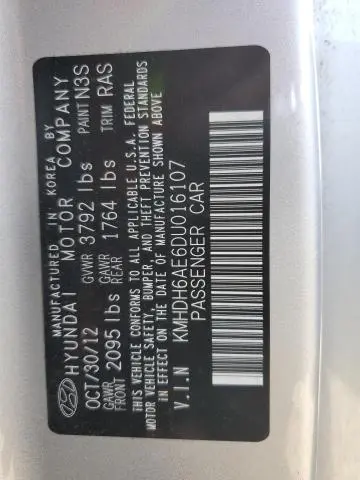 MANUFACTURED IN KOREA BY
HYUNDAI MOTOR COMPANY
OCT/30/12 GVWR 3792 lbs PAINT N3S
GAWR FRONT 2095 lbs GAWR REAR 1764 lbs TRIM RAS
THIS VEHICLE CONFORMS TO ALL APPLICABLE U.S.A. FEDERAL
MOTOR VEHICLE SAFETY, BUMPER, AND THEFT PREVENTION STANDARDS
IN EFFECT ON THE DATE OF MANUFACTURE SHOWN ABOVE.
V.I.N KMHDH6AE6DU016107
PASSENGER CAR